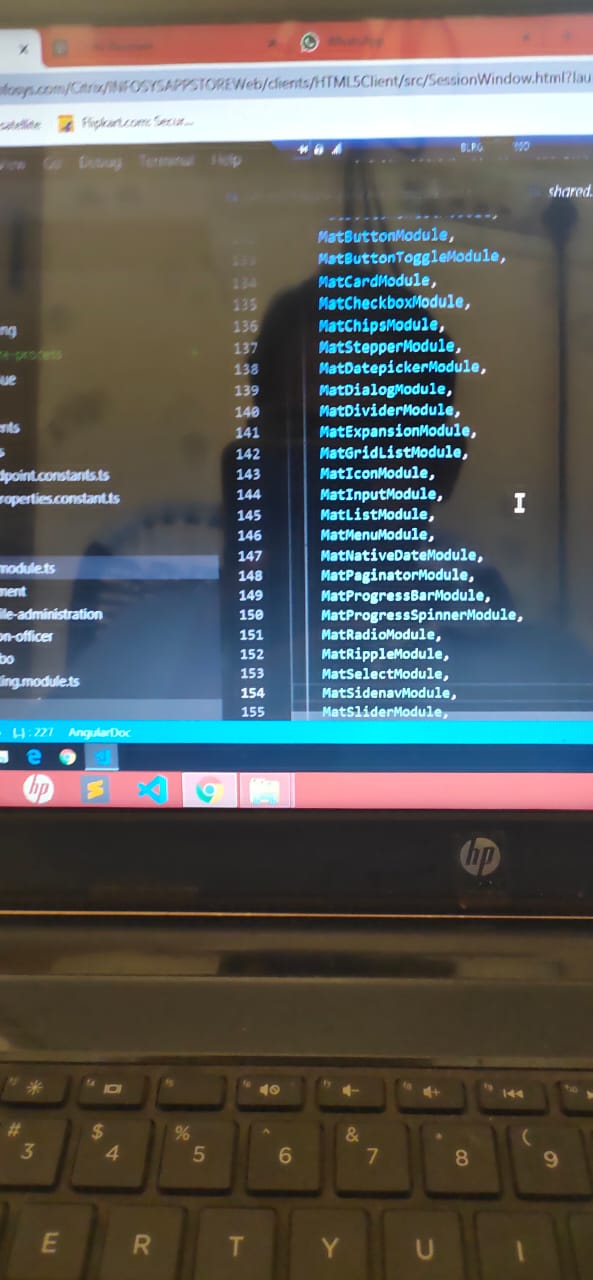 WhatsApp
nfosys.com/Citrix/INFOSYSAPPSTOREWeb/clients/HTML5Client/src/SessionWindow.html?lau
satellite
Flipkart.com: Secur...
View Go Debug Terminal Help
shared.
MatButtonModule,
133 MatButtonToggleModule,
134 MatCardModule,
135 MatCheckboxModule,
136 MatChipsModule,
137 MatStepperModule,
138 MatDatepickerModule,
139 MatDialogModule,
140 MatDividerModule,
141 MatExpansionModule,
142 MatGridListModule,
143 MatIconModule,
144 MatInputModule,
145 MatListModule,
146 MatMenuModule,
147 MatNativeDateModule,
148 MatPaginatorModule,
149 MatProgressBarModule,
150 MatProgressSpinnerModule,
151 MatRadioModule,
152 MatRippleModule,
153 MatSelectModule,
154 MatSidenavModule,
155 MatSliderModule,
ng
re-process
ue
ents
s
dpoint.constants.ts
roperties.constant.ts
module.ts
ment
ile-administration
on-officer
bo
ling.module.ts
{..} : 227 AngularDoc
hp
hp
# 3 $ 4 % 5 ^ 6 & 7 * 8 ( 9
E R T Y U I